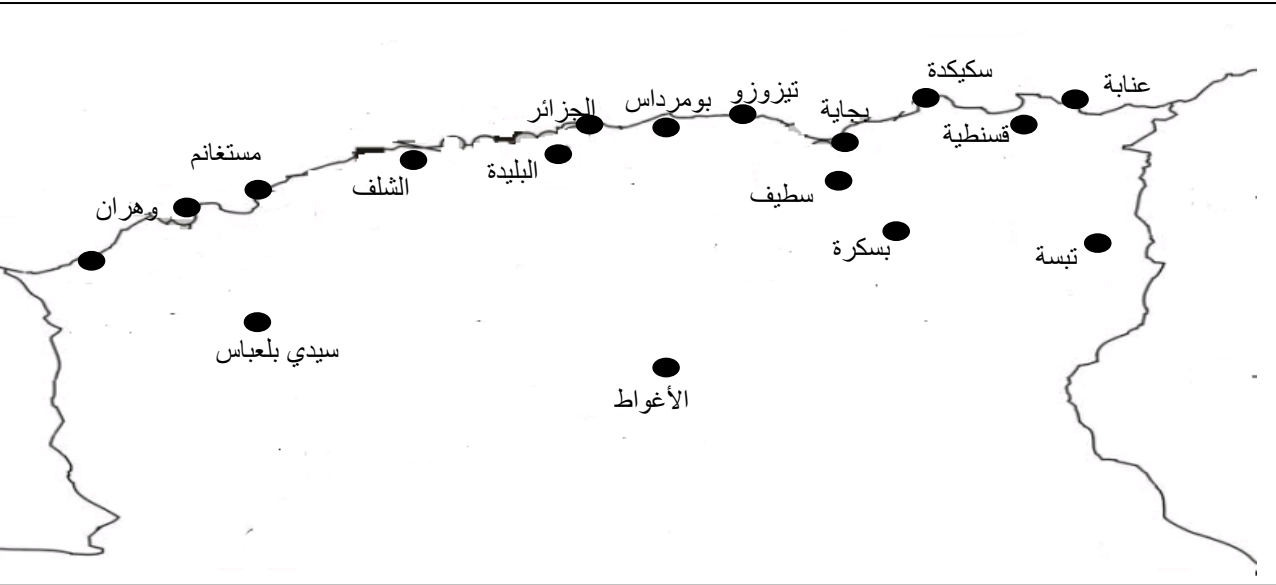 عنابة
سكيكدة
قسنطية
بجاية
تيزوزو
بومرداس
الجزائر
البليدة
الشلف
مستغانم
وهران
سطيف
بسكرة
تبسة
سيدي بلعباس
الأغواط